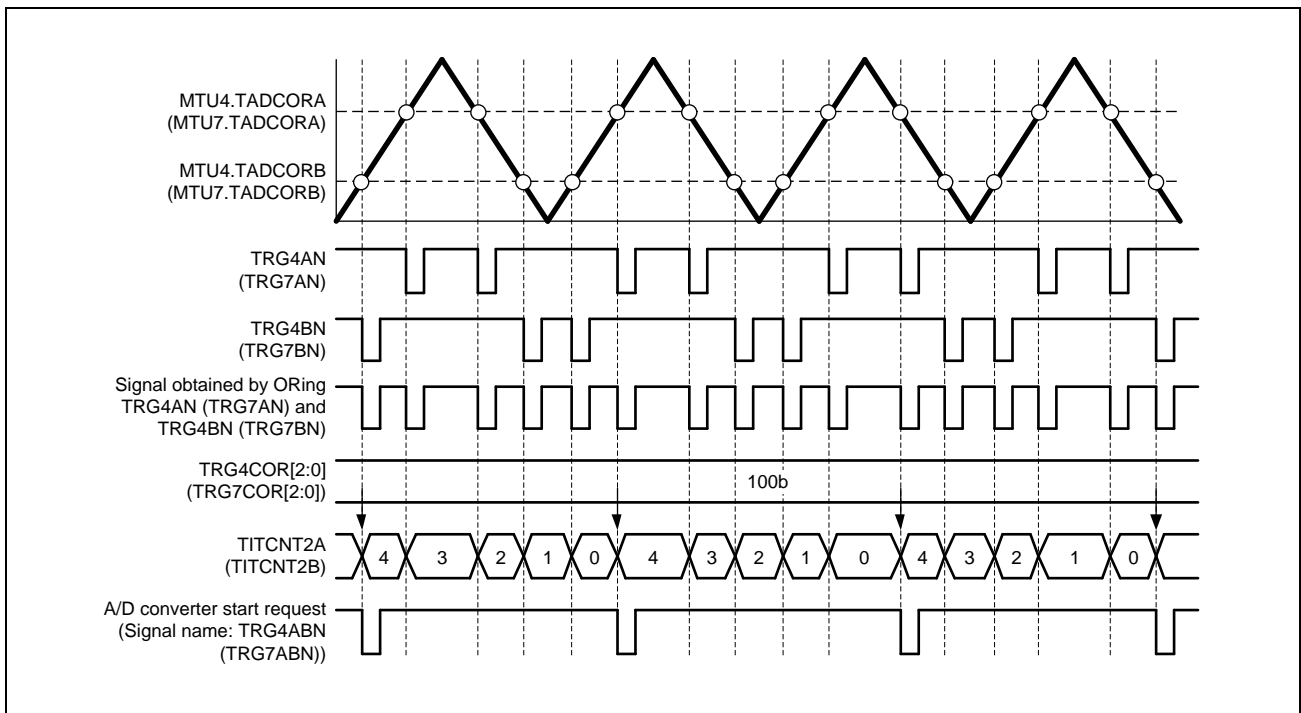 MTU4.TADCORA
(MTU7.TADCORA)
MTU4.TADCORB
(MTU7.TADCORB)
TRG4AN
(TRG7AN)
TRG4BN
(TRG7BN)
Signal obtained by ORing
TRG4AN (TRG7AN) and
TRG4BN (TRG7BN)
TRG4COR[2:0]
(TRG7COR[2:0])
100b
TITCNT2A
(TITCNT2B)
4 3 2 1 0 4 3 2 1 0 4 3 2 1 0
A/D converter start request
(Signal name: TRG4ABN
(TRG7ABN))